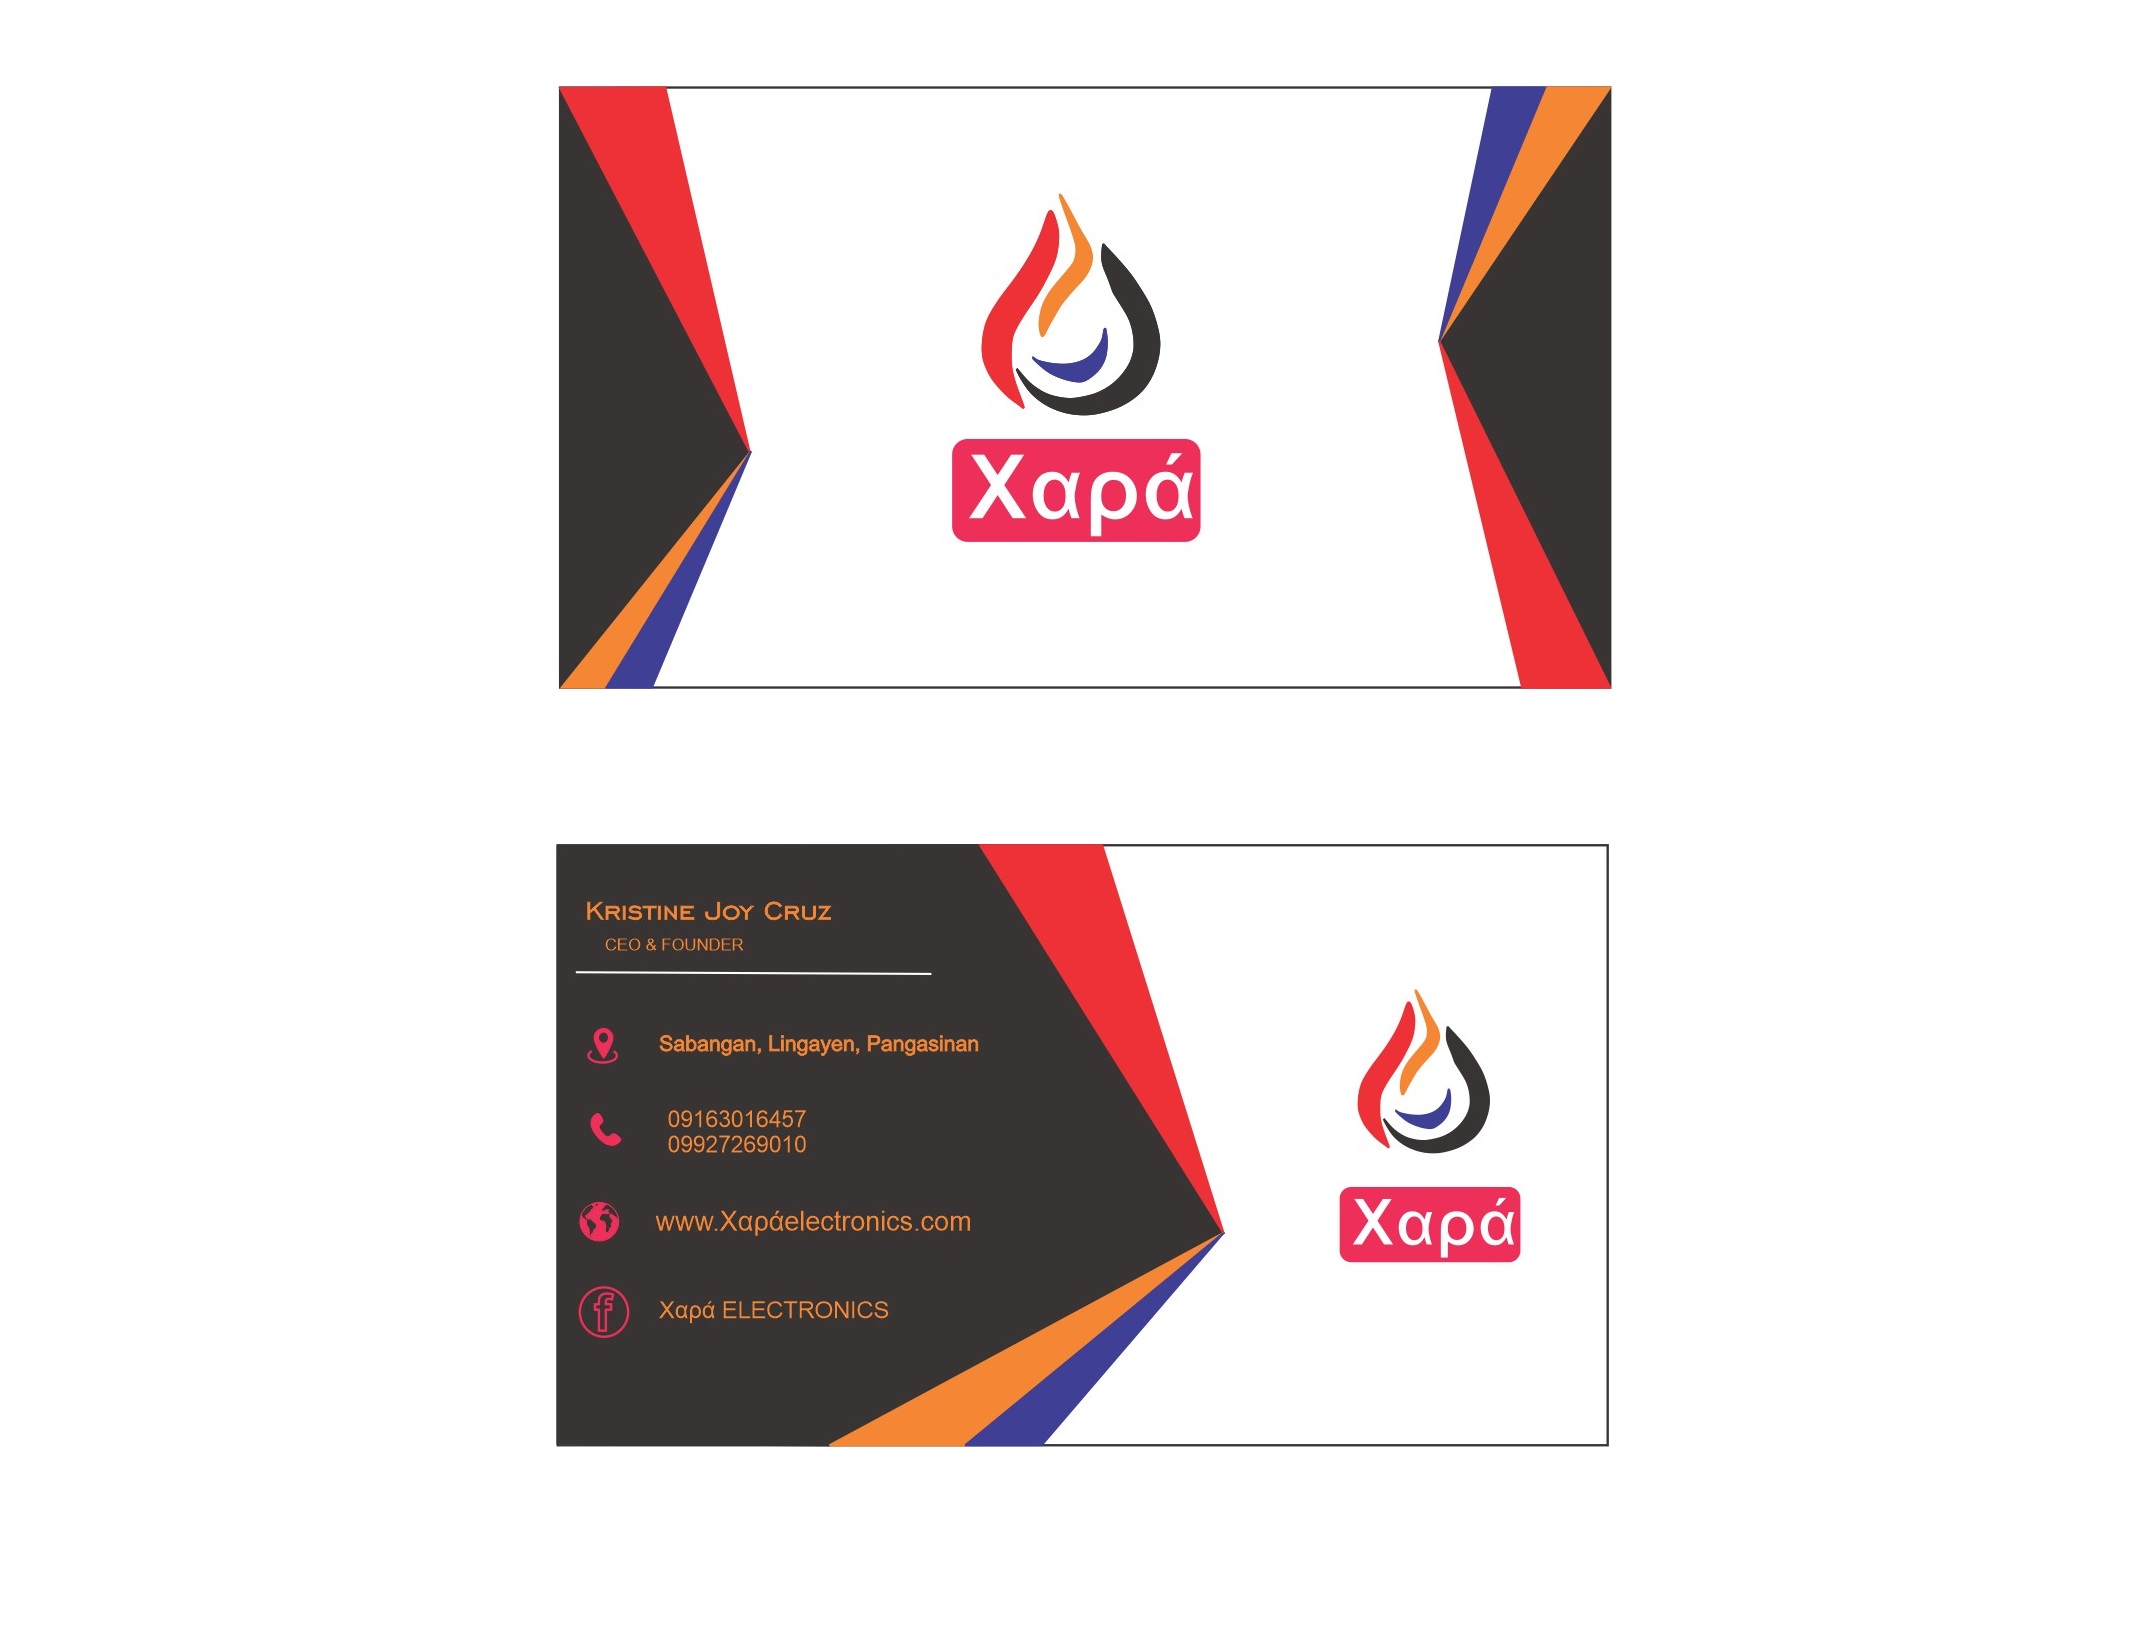 Χαρά
Kristine Joy Cruz
CEO & FOUNDER
Sabangan, Lingayen, Pangasinan
09163016457
09927269010
www.Χαράelectronics.com
Χαρά ELECTRONICS
Χαρά